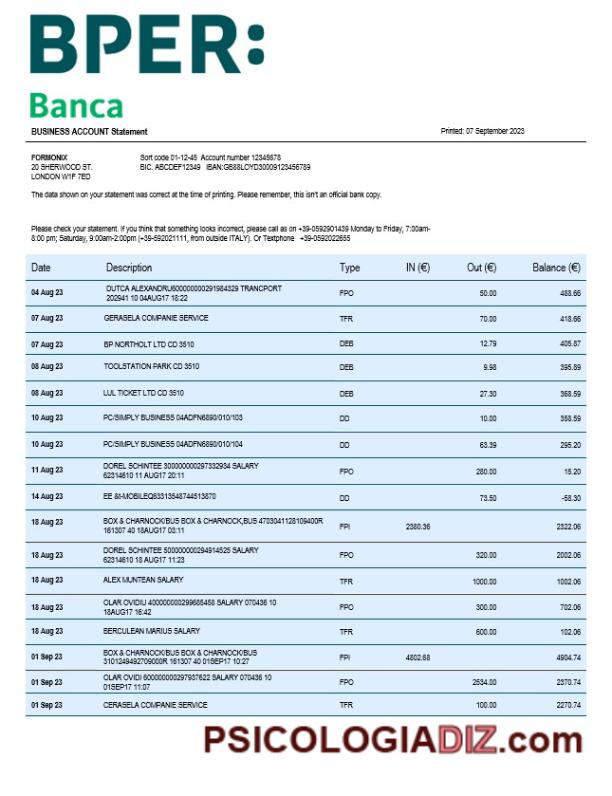 BPER:
Banca
BUSINESS ACCOUNT Statement Printed: 07 September 2023
FORMONIX Sort code 01-12-45 Account number 12345678
20 SHERWOOD ST. BIC. ABCDEF12349 IBAN:GB88LOYD30009123456789
LONDON W1F 7ED
The data shown on your statement was correct at the time of printing. Please remember, this isn't an official bank copy.
Please check your statement. If you think that something looks incorrect, please call as on +39-0592901439 Monday to Friday, 7:00am-
8:00 pm; Saturday, 9:00am-2:00pm (+39-592021111, from outside ITALY). Or Textphone +39-0592022655
Date Description Type IN (€) Out (€) Balance (€)
04 Aug 23 DUTCA ALEXANDRU600000000291984329 TRANCPORT FPO 50.00 488.66
202941 10 04AUG17 18:22
07 Aug 23 GERASELA COMPANIE SERVICE TFR 70.00 418.66
07 Aug 23 BP NORTHOLT LTD CD 3510 DEB 12.79 405.87
08 Aug 23 TOOLSTATION PARK CD 3510 DEB 9.98 395.89
08 Aug 23 LUL TICKET LTD CD 3510 DEB 27.30 368.59
10 Aug 23 PC/SIMPLY BUSINESS 04ADFN6890/010/103 DD 10.00 358.59
10 Aug 23 PC/SIMPLY BUSINESS 04ADFN6890/010/104 DD 63.39 295.20
11 Aug 23 DOREL SCHINTEE 300000000297332934 SALARY FPO 280.00 15.20
62314610 11 AUG17 20:11
14 Aug 23 EE &t-MOBILEQ63313548744513870 DD 73.50 -58.30
18 Aug 23 BOX & CHARNOCK/BUS BOX & CHARNOCK,BUS 4703041128109400R FPI 2380.36 2322.06
161307 40 18AUG17 03:11
18 Aug 23 DOREL SCHINTEE 500000000294914525 SALARY FPO 320.00 2002.06
62314610 18 AUG17 11:23
18 Aug 23 ALEX MUNTEAN SALARY TFR 1000.00 1002.06
18 Aug 23 OLAR OVIDIU 400000000299685458 SALARY 070436 10 FPO 300.00 702.06
18AUG17 16:42
18 Aug 23 BERCULEAN MARIUS SALARY TFR 600.00 102.06
01 Sep 23 BOX & CHARNOCK/BUS BOX & CHARNOCK/BUS FPI 4802.68 4904.74
3101249492709000R 161307 40 01SEP17 10:27
01 Sep 23 OLAR OVIDI 600000000297937622 SALARY 070436 10 FPO 2534.00 2370.74
01SEP17 11:07
01 Sep 23 CERASELA COMPANIE SERVICE TFR 100.00 2270.74
PSICOLOGIADIZ.com